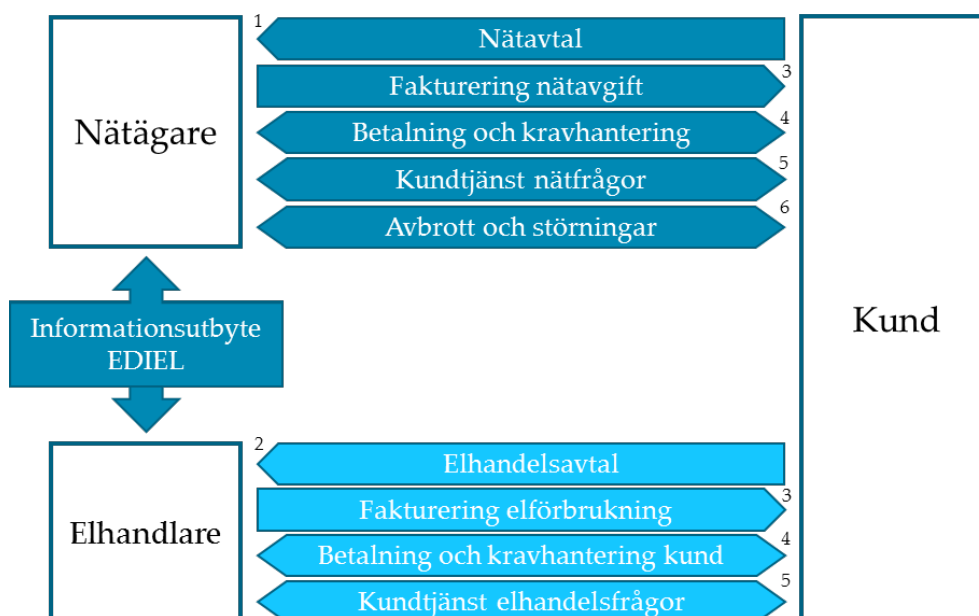 1
Nätavtal
3
Fakturering nätavgift
4
Betalning och kravhantering
5
Kundtjänst nätfrågor
6
Avbrott och störningar
Nätägare
Kund
Informationsutbyte
EDIEL
2
Elhandelsavtal
3
Fakturering elförbrukning
4
Betalning och kravhantering kund
5
Kundtjänst elhandelsfrågor
Elhandlare